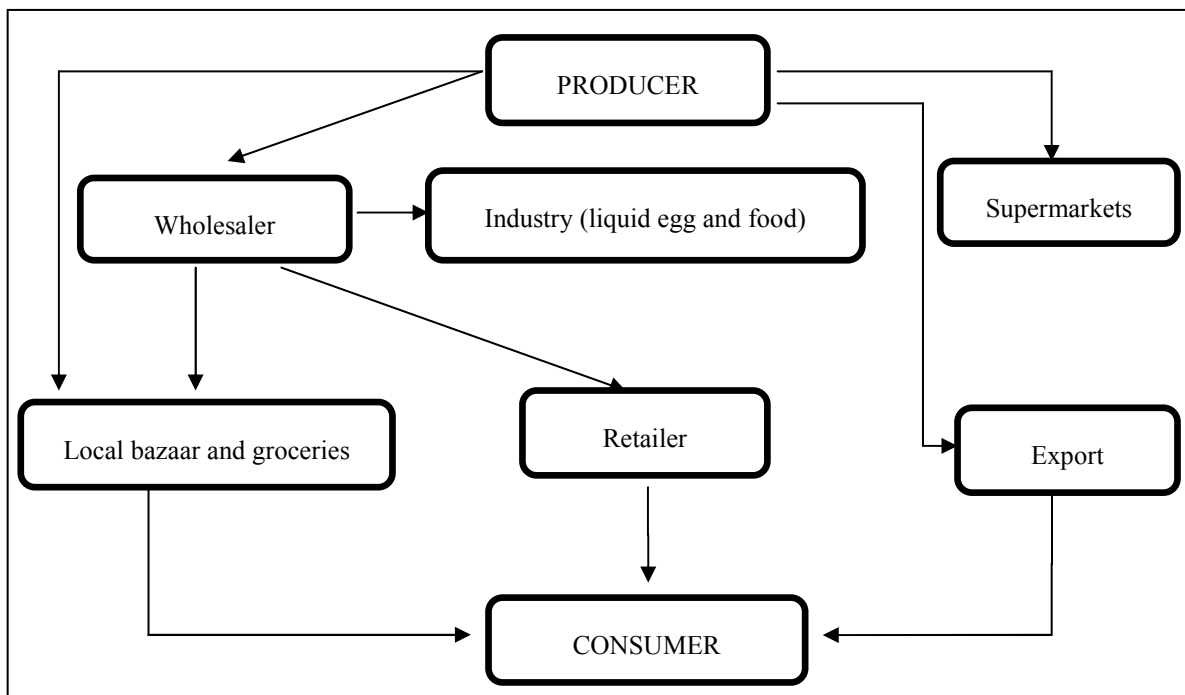 PRODUCER
Supermarkets
Wholesaler
Industry (liquid egg and food)
Local bazaar and groceries
Retailer
Export
CONSUMER